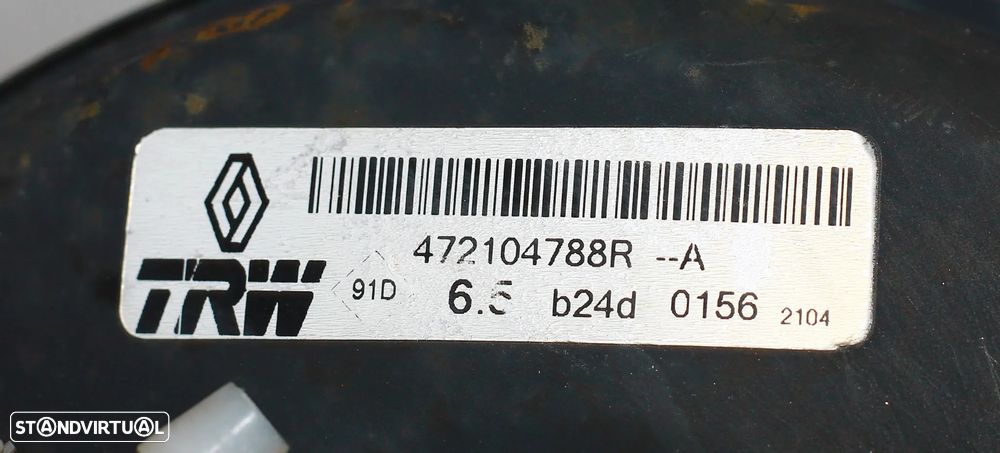 472104788R --A
TRW 91D 6.5 b24d 0156 2104
STANDVIRTUAL